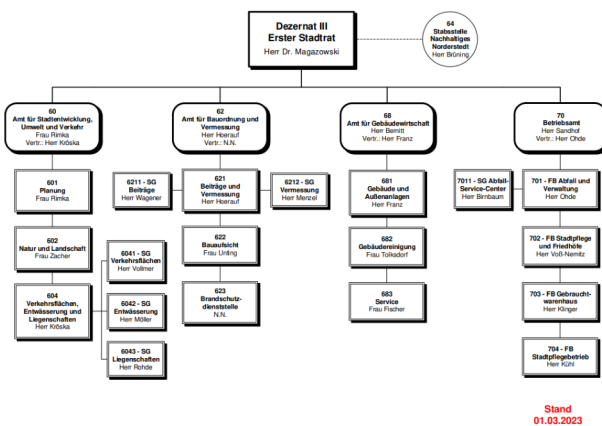 Dezernat III
Erster Stadtrat
Herr Dr. Magazowski
64
Stabsstelle
Nachhaltiges
Norderstedt
Herr Brüning
60
Amt für Stadtentwicklung,
Umwelt und Verkehr
Frau Rimka
Vertr.: Herr Kröska
62
Amt für Bauordnung und
Vermessung
Herr Hoerauf
Vertr.: N.N.
68
Amt für Gebäudewirtschaft
Herr Bernitt
Vertr.: Herr Franz
70
Betriebsamt
Herr Sandhof
Vertr.: Herr Ohde
601
Planung
Frau Rimka
6211 - SG
Beiträge
Herr Wagener
621
Beiträge und
Vermessung
Herr Hoerauf
6212 - SG
Vermessung
Herr Menzel
681
Gebäude und
Außenanlagen
Herr Franz
7011 - SG Abfall-
Service-Center
Herr Birnbaum
701 - FB Abfall und
Verwaltung
Herr Ohde
602
Natur und Landschaft
Frau Zacher
6041 - SG
Verkehrsflächen
Herr Vollmer
622
Bauaufsicht
Frau Unting
682
Gebäudereinigung
Frau Tolksdorf
702 - FB Stadtpflege
und Friedhöfe
Herr Voß-Nemitz
604
Verkehrsflächen,
Entwässerung und
Liegenschaften
Herr Kröska
6042 - SG
Entwässerung
Herr Möller
623
Brandschutz-
dienststelle
N.N.
683
Service
Frau Fischer
703 - FB Gebraucht-
warenhaus
Herr Klinger
6043 - SG
Liegenschaften
Herr Rohde
704 - FB
Stadtpflegebetrieb
Herr Kühl
Stand
01.03.2023